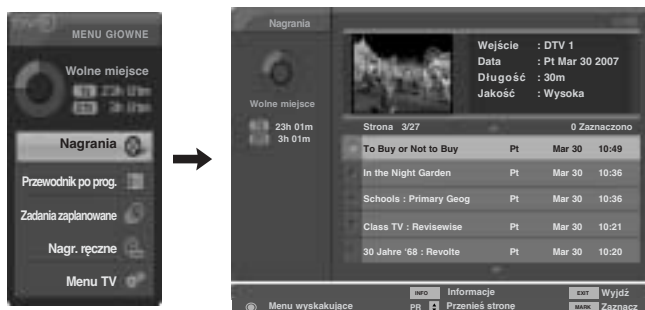 MENU GŁOWNE
Wolne miejsce
Nagrania
Przewodnik po prog.
Zadania zaplanowane
Nagr. ręczne
Menu TV
Nagrania
Wolne miejsce
23h 01m
3h 01m
Wejście : DTV 1
Data : Pt Mar 30 2007
Długość : 30m
Jakość : Wysoka
Strona 3/27 0 Zaznaczono
To Buy or Not to Buy Pt Mar 30 10:49
In the Night Garden Pt Mar 30 10:36
Schools : Primary Geog Pt Mar 30 10:36
Class TV : Revisewise Pt Mar 30 10:21
30 Jahre '68 : Revolte Pt Mar 30 10:20
INFO Informacje EXIT Wyjdź
Menu wyskakujące PR Przenieś stronę MARK Zaznacz